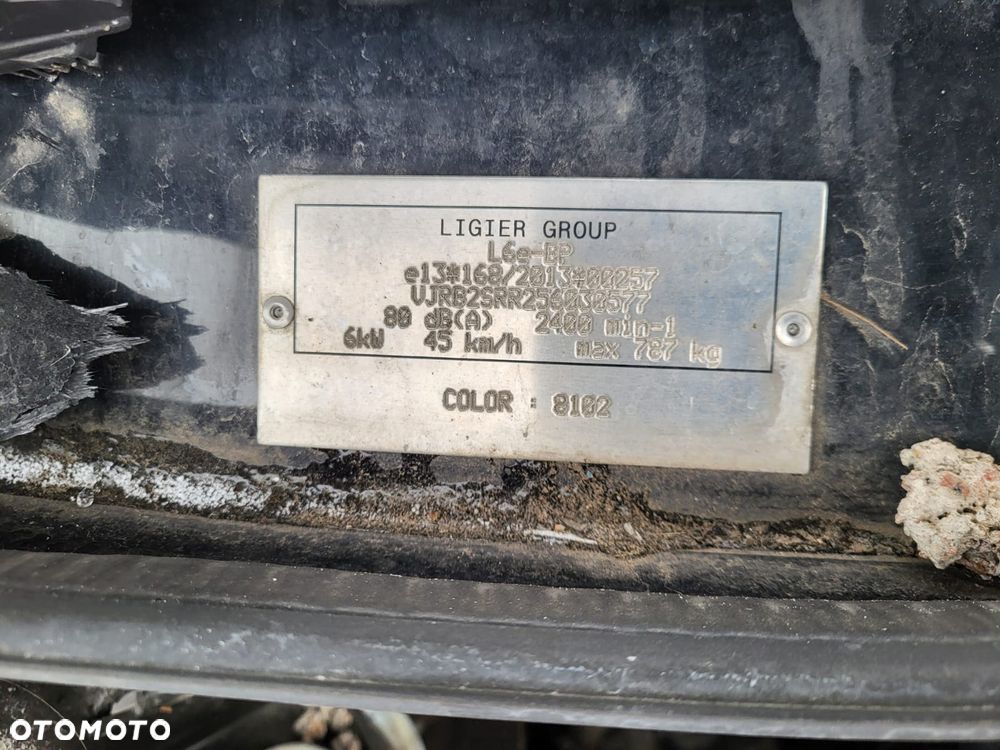 LIGIER GROUP
L6e-BP
e13*168/2013*00257
VJRB2SRR256030577
80 dB(A) 2400 min-1
6kW 45 km/h max 787 kg
COLOR : 8102
OTOMOTO